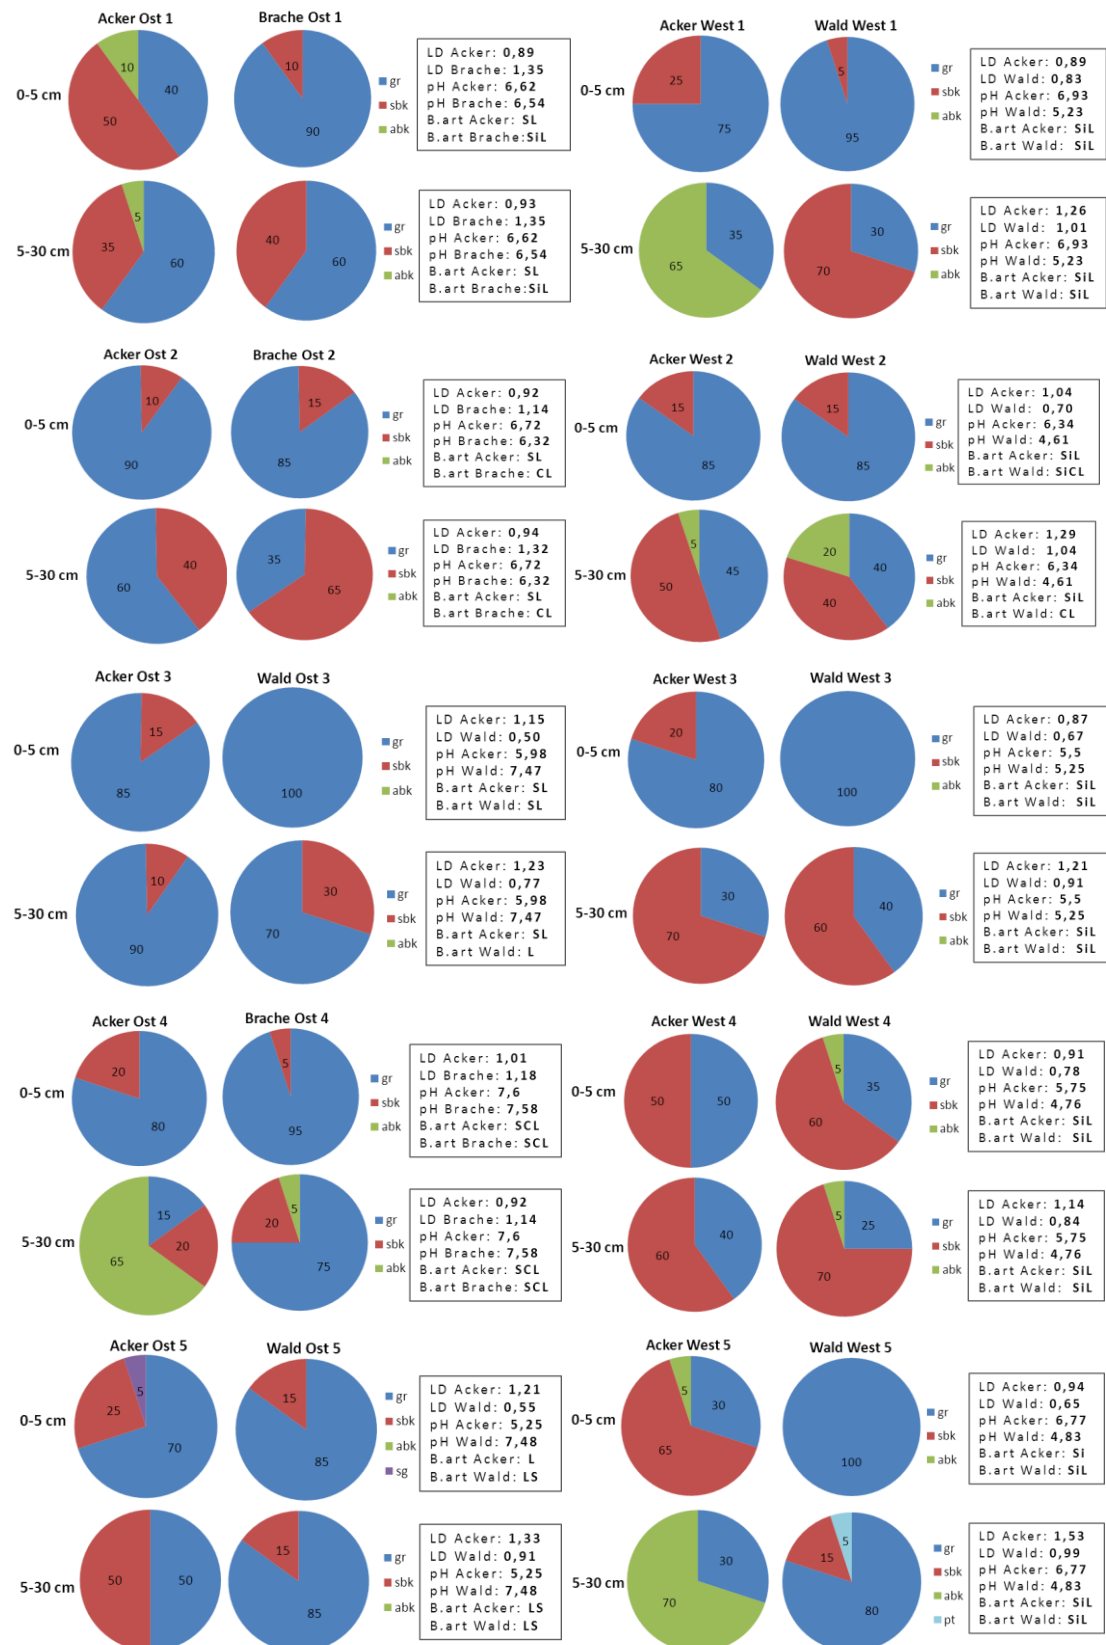 Acker Ost 1
Brache Ost 1
0-5 cm
10
40
50
10
90
gr
sbk
abk
LD Acker: 0,89
LD Brache: 1,35
pH Acker: 6,62
pH Brache: 6,54
B.art Acker: SL
B.art Brache:SiL
5-30 cm
5
35
60
40
60
gr
sbk
abk
LD Acker: 0,93
LD Brache: 1,35
pH Acker: 6,62
pH Brache: 6,54
B.art Acker: SL
B.art Brache:SiL
Acker West 1
Wald West 1
0-5 cm
25
75
5
95
gr
sbk
abk
LD Acker: 0,89
LD Wald: 0,83
pH Acker: 6,93
pH Wald: 5,23
B.art Acker: SiL
B.art Wald: SiL
5-30 cm
35
65
30
70
gr
sbk
abk
LD Acker: 1,26
LD Wald: 1,01
pH Acker: 6,93
pH Wald: 5,23
B.art Acker: SiL
B.art Wald: SiL
Acker Ost 2
Brache Ost 2
0-5 cm
10
90
15
85
gr
sbk
abk
LD Acker: 0,92
LD Brache: 1,14
pH Acker: 6,72
pH Brache: 6,32
B.art Acker: SL
B.art Brache: CL
5-30 cm
40
60
35
65
gr
sbk
abk
LD Acker: 0,94
LD Brache: 1,32
pH Acker: 6,72
pH Brache: 6,32
B.art Acker: SL
B.art Brache: CL
Acker West 2
Wald West 2
0-5 cm
15
85
15
85
gr
sbk
abk
LD Acker: 1,04
LD Wald: 0,70
pH Acker: 6,34
pH Wald: 4,61
B.art Acker: SiL
B.art Wald: SiCL
5-30 cm
5
50
45
20
40
40
gr
sbk
abk
LD Acker: 1,29
LD Wald: 1,04
pH Acker: 6,34
pH Wald: 4,61
B.art Acker: SiL
B.art Wald: CL
Acker Ost 3
Wald Ost 3
0-5 cm
15
85
100
gr
sbk
abk
LD Acker: 1,15
LD Wald: 0,50
pH Acker: 5,98
pH Wald: 7,47
B.art Acker: SL
B.art Wald: SL
5-30 cm
10
90
30
70
gr
sbk
abk
LD Acker: 1,23
LD Wald: 0,77
pH Acker: 5,98
pH Wald: 7,47
B.art Acker: SL
B.art Wald: L
Acker West 3
Wald West 3
0-5 cm
20
80
100
gr
sbk
abk
LD Acker: 0,87
LD Wald: 0,67
pH Acker: 5,5
pH Wald: 5,25
B.art Acker: SiL
B.art Wald: SiL
5-30 cm
30
70
40
60
gr
sbk
abk
LD Acker: 1,21
LD Wald: 0,91
pH Acker: 5,5
pH Wald: 5,25
B.art Acker: SiL
B.art Wald: SiL
Acker Ost 4
Brache Ost 4
0-5 cm
20
80
5
95
gr
sbk
abk
LD Acker: 1,01
LD Brache: 1,18
pH Acker: 7,6
pH Brache: 7,58
B.art Acker: SCL
B.art Brache: SCL
5-30 cm
15
20
65
5
20
75
gr
sbk
abk
LD Acker: 0,92
LD Brache: 1,14
pH Acker: 7,6
pH Brache: 7,58
B.art Acker: SCL
B.art Brache: SCL
Acker West 4
Wald West 4
0-5 cm
50
50
5
35
60
gr
sbk
abk
LD Acker: 0,91
LD Wald: 0,78
pH Acker: 5,75
pH Wald: 4,76
B.art Acker: SiL
B.art Wald: SiL
5-30 cm
40
60
5
25
70
gr
sbk
abk
LD Acker: 1,14
LD Wald: 0,84
pH Acker: 5,75
pH Wald: 4,76
B.art Acker: SiL
B.art Wald: SiL
Acker Ost 5
Wald Ost 5
0-5 cm
5
25
70
15
85
gr
sbk
abk
sg
LD Acker: 1,21
LD Wald: 0,55
pH Acker: 5,25
pH Wald: 7,48
B.art Acker: L
B.art Wald: LS
5-30 cm
50
50
15
85
gr
sbk
abk
LD Acker: 1,33
LD Wald: 0,91
pH Acker: 5,25
pH Wald: 7,48
B.art Acker: LS
B.art Wald: LS
Acker West 5
Wald West 5
0-5 cm
5
30
65
100
gr
sbk
abk
LD Acker: 0,94
LD Wald: 0,65
pH Acker: 6,77
pH Wald: 4,83
B.art Acker: Si
B.art Wald: SiL
5-30 cm
30
70
5
15
80
gr
sbk
abk
pt
LD Acker: 1,53
LD Wald: 0,99
pH Acker: 6,77
pH Wald: 4,83
B.art Acker: SiL
B.art Wald: SiL